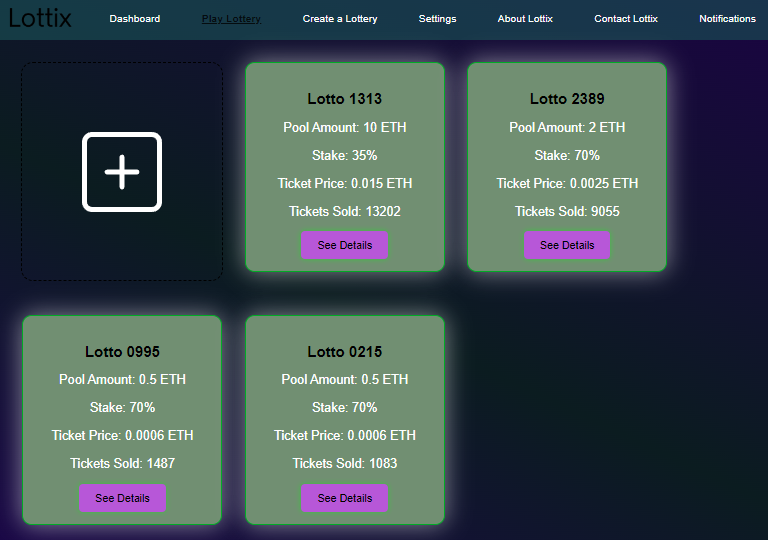 Lottix
Dashboard
Play Lottery
Create a Lottery
Settings
About Lottix
Contact Lottix
Notifications
Lotto 1313
Pool Amount: 10 ETH
Stake: 35%
Ticket Price: 0.015 ETH
Tickets Sold: 13202
See Details
Lotto 2389
Pool Amount: 2 ETH
Stake: 70%
Ticket Price: 0.0025 ETH
Tickets Sold: 9055
See Details
Lotto 0995
Pool Amount: 0.5 ETH
Stake: 70%
Ticket Price: 0.0006 ETH
Tickets Sold: 1487
See Details
Lotto 0215
Pool Amount: 0.5 ETH
Stake: 70%
Ticket Price: 0.0006 ETH
Tickets Sold: 1083
See Details